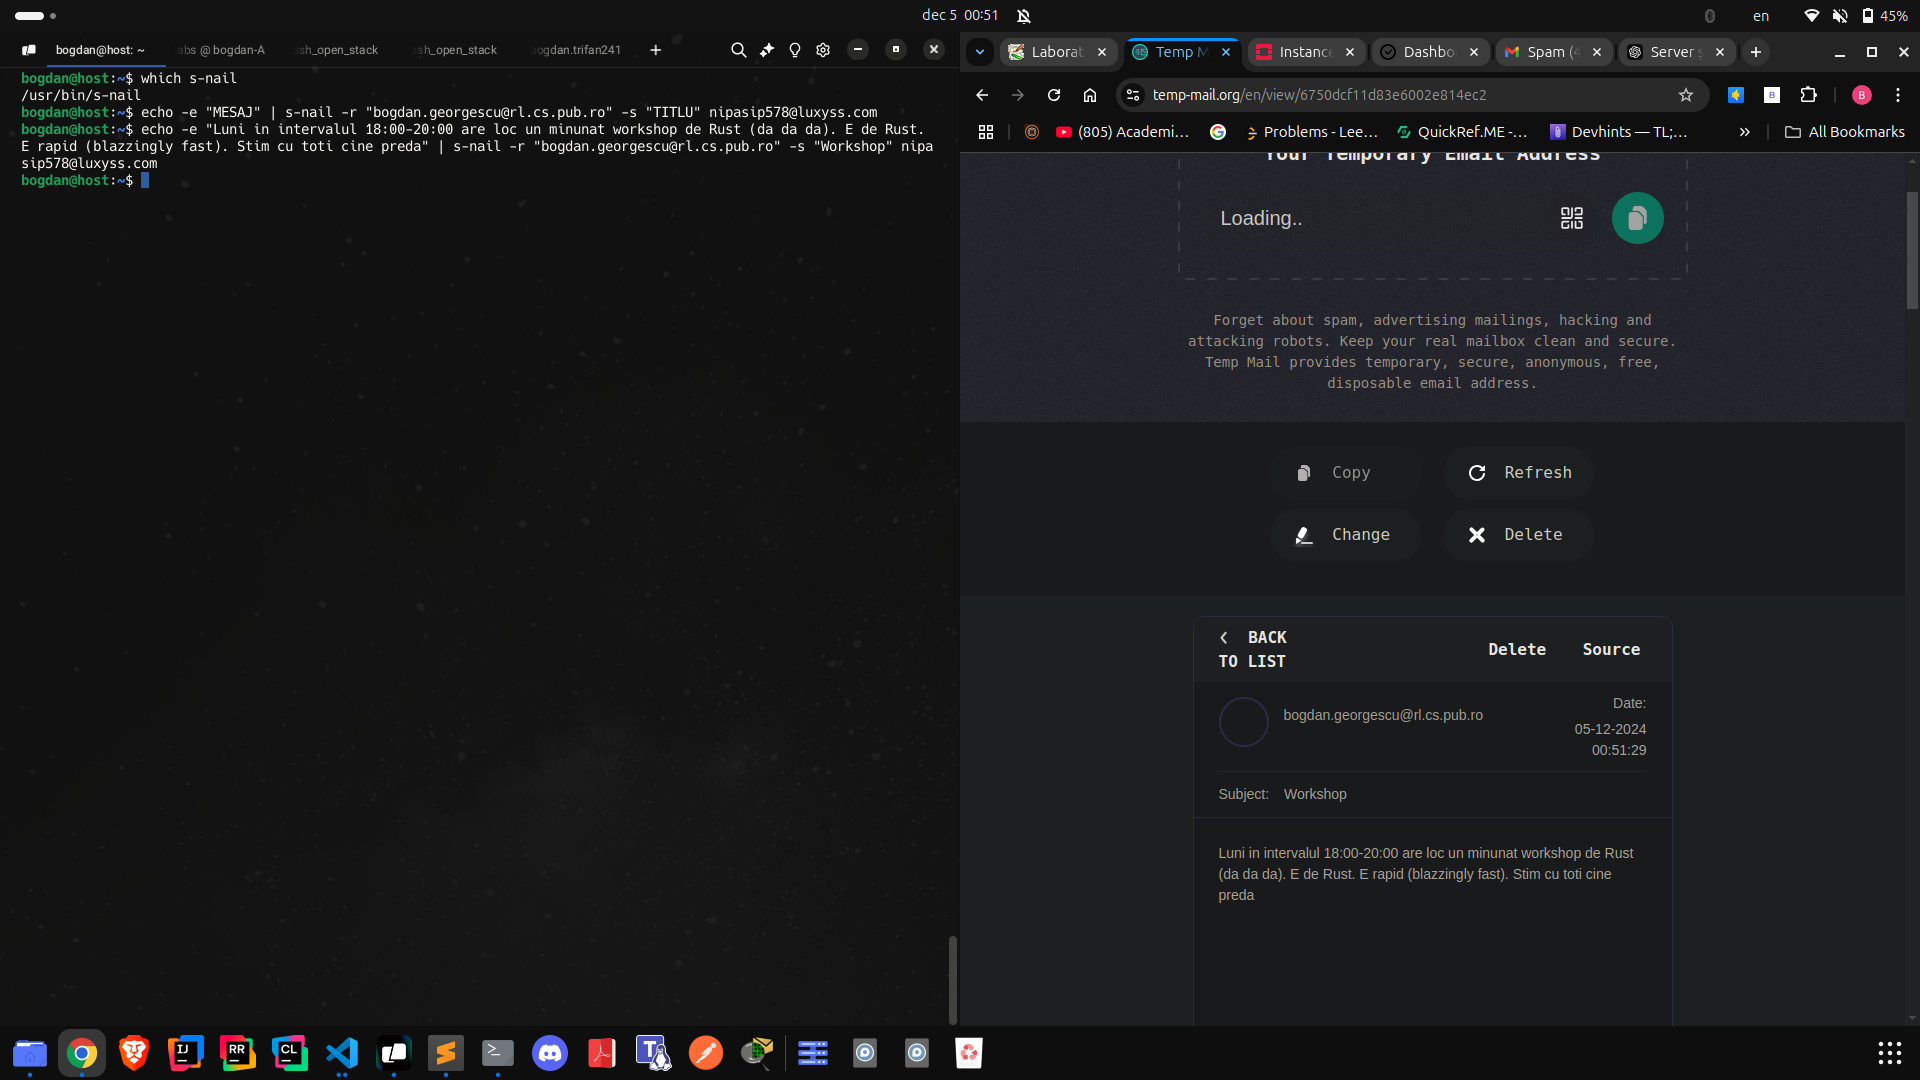 dec 5 00:51
en
45%
bogdan@host: ~
abs @ bogdan-A
ssh_open_stack
ssh_open_stack
bogdan.trifan241
bogdan@host:~$ which s-nail
/usr/bin/s-nail
bogdan@host:~$ echo -e "MESAJ" | s-nail -r "bogdan.georgescu@rl.cs.pub.ro" -s "TITLU" nipasip578@luxyss.com
bogdan@host:~$ echo -e "Luni in intervalul 18:00-20:00 are loc un minunat workshop de Rust (da da da). E de Rust.
E rapid (blazzingly fast). Stim cu toti cine preda" | s-nail -r "bogdan.georgescu@rl.cs.pub.ro" -s "Workshop" nipa
sip578@luxyss.com
bogdan@host:~$
Laborat
Temp M
Instance
Dashbo
Spam (4
Server s
temp-mail.org/en/view/6750dcf11d83e6002e814ec2
B
B
(805) Academi...
Problems - Lee...
QuickRef.ME -...
Devhints — TL;...
»
All Bookmarks
Your Temporary Email Address
Loading..
Forget about spam, advertising mailings, hacking and
attacking robots. Keep your real mailbox clean and secure.
Temp Mail provides temporary, secure, anonymous, free,
disposable email address.
Copy
Refresh
Change
Delete
BACK
TO LIST
Delete
Source
bogdan.georgescu@rl.cs.pub.ro
Date:
05-12-2024
00:51:29
Subject: Workshop
Luni in intervalul 18:00-20:00 are loc un minunat workshop de Rust
(da da da). E de Rust. E rapid (blazzingly fast). Stim cu toti cine
preda
IJ
RR
CL
T